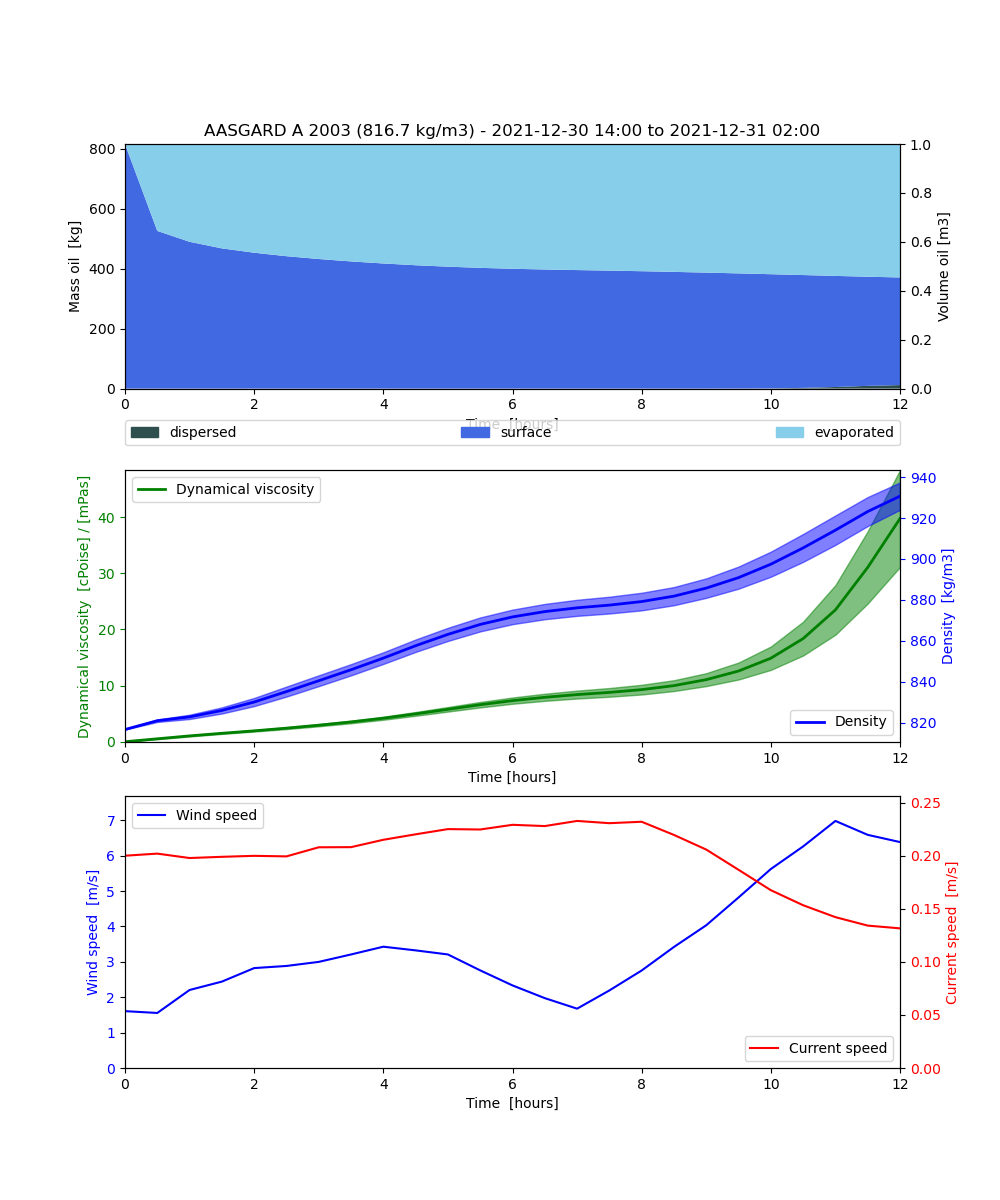 AASGARD A 2003 (816.7 kg/m3) - 2021-12-30 14:00 to 2021-12-31 02:00
Mass oil  [kg]
800
600
400
200
0
Volume oil [m3]
1.0
0.8
0.6
0.4
0.2
0.0
0 2 4 6 8 10 12
Time  [hours]
dispersed surface evaporated
Dynamical viscosity
Dynamical viscosity  [cPoise] / [mPas]
40
30
20
10
0
Density  [kg/m3]
940
920
900
880
860
840
820
Density
0 2 4 6 8 10 12
Time [hours]
Wind speed
Wind speed  [m/s]
7
6
5
4
3
2
1
0
Current speed  [m/s]
0.25
0.20
0.15
0.10
0.05
0.00
Current speed
0 2 4 6 8 10 12
Time  [hours]